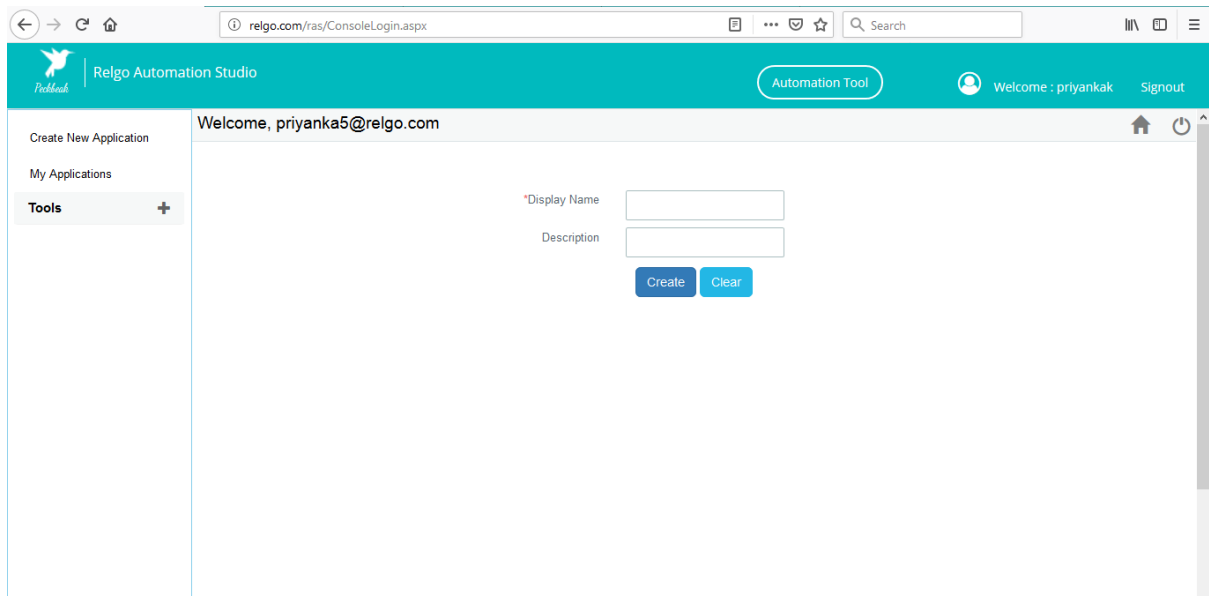 relgo.com/ras/ConsoleLogin.aspx
Search
Peckbeak
Relgo Automation Studio
Automation Tool
Welcome : priyankak
Signout
Create New Application
My Applications
Tools
Welcome, priyanka5@relgo.com
*Display Name
Description
Create
Clear